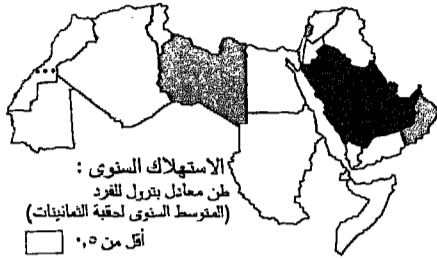 الاستهلاك السنوى :
طن معادل بترول للفرد
(المتوسط السنوى لحقبة الثمانينات)
أقل من ٠,٥